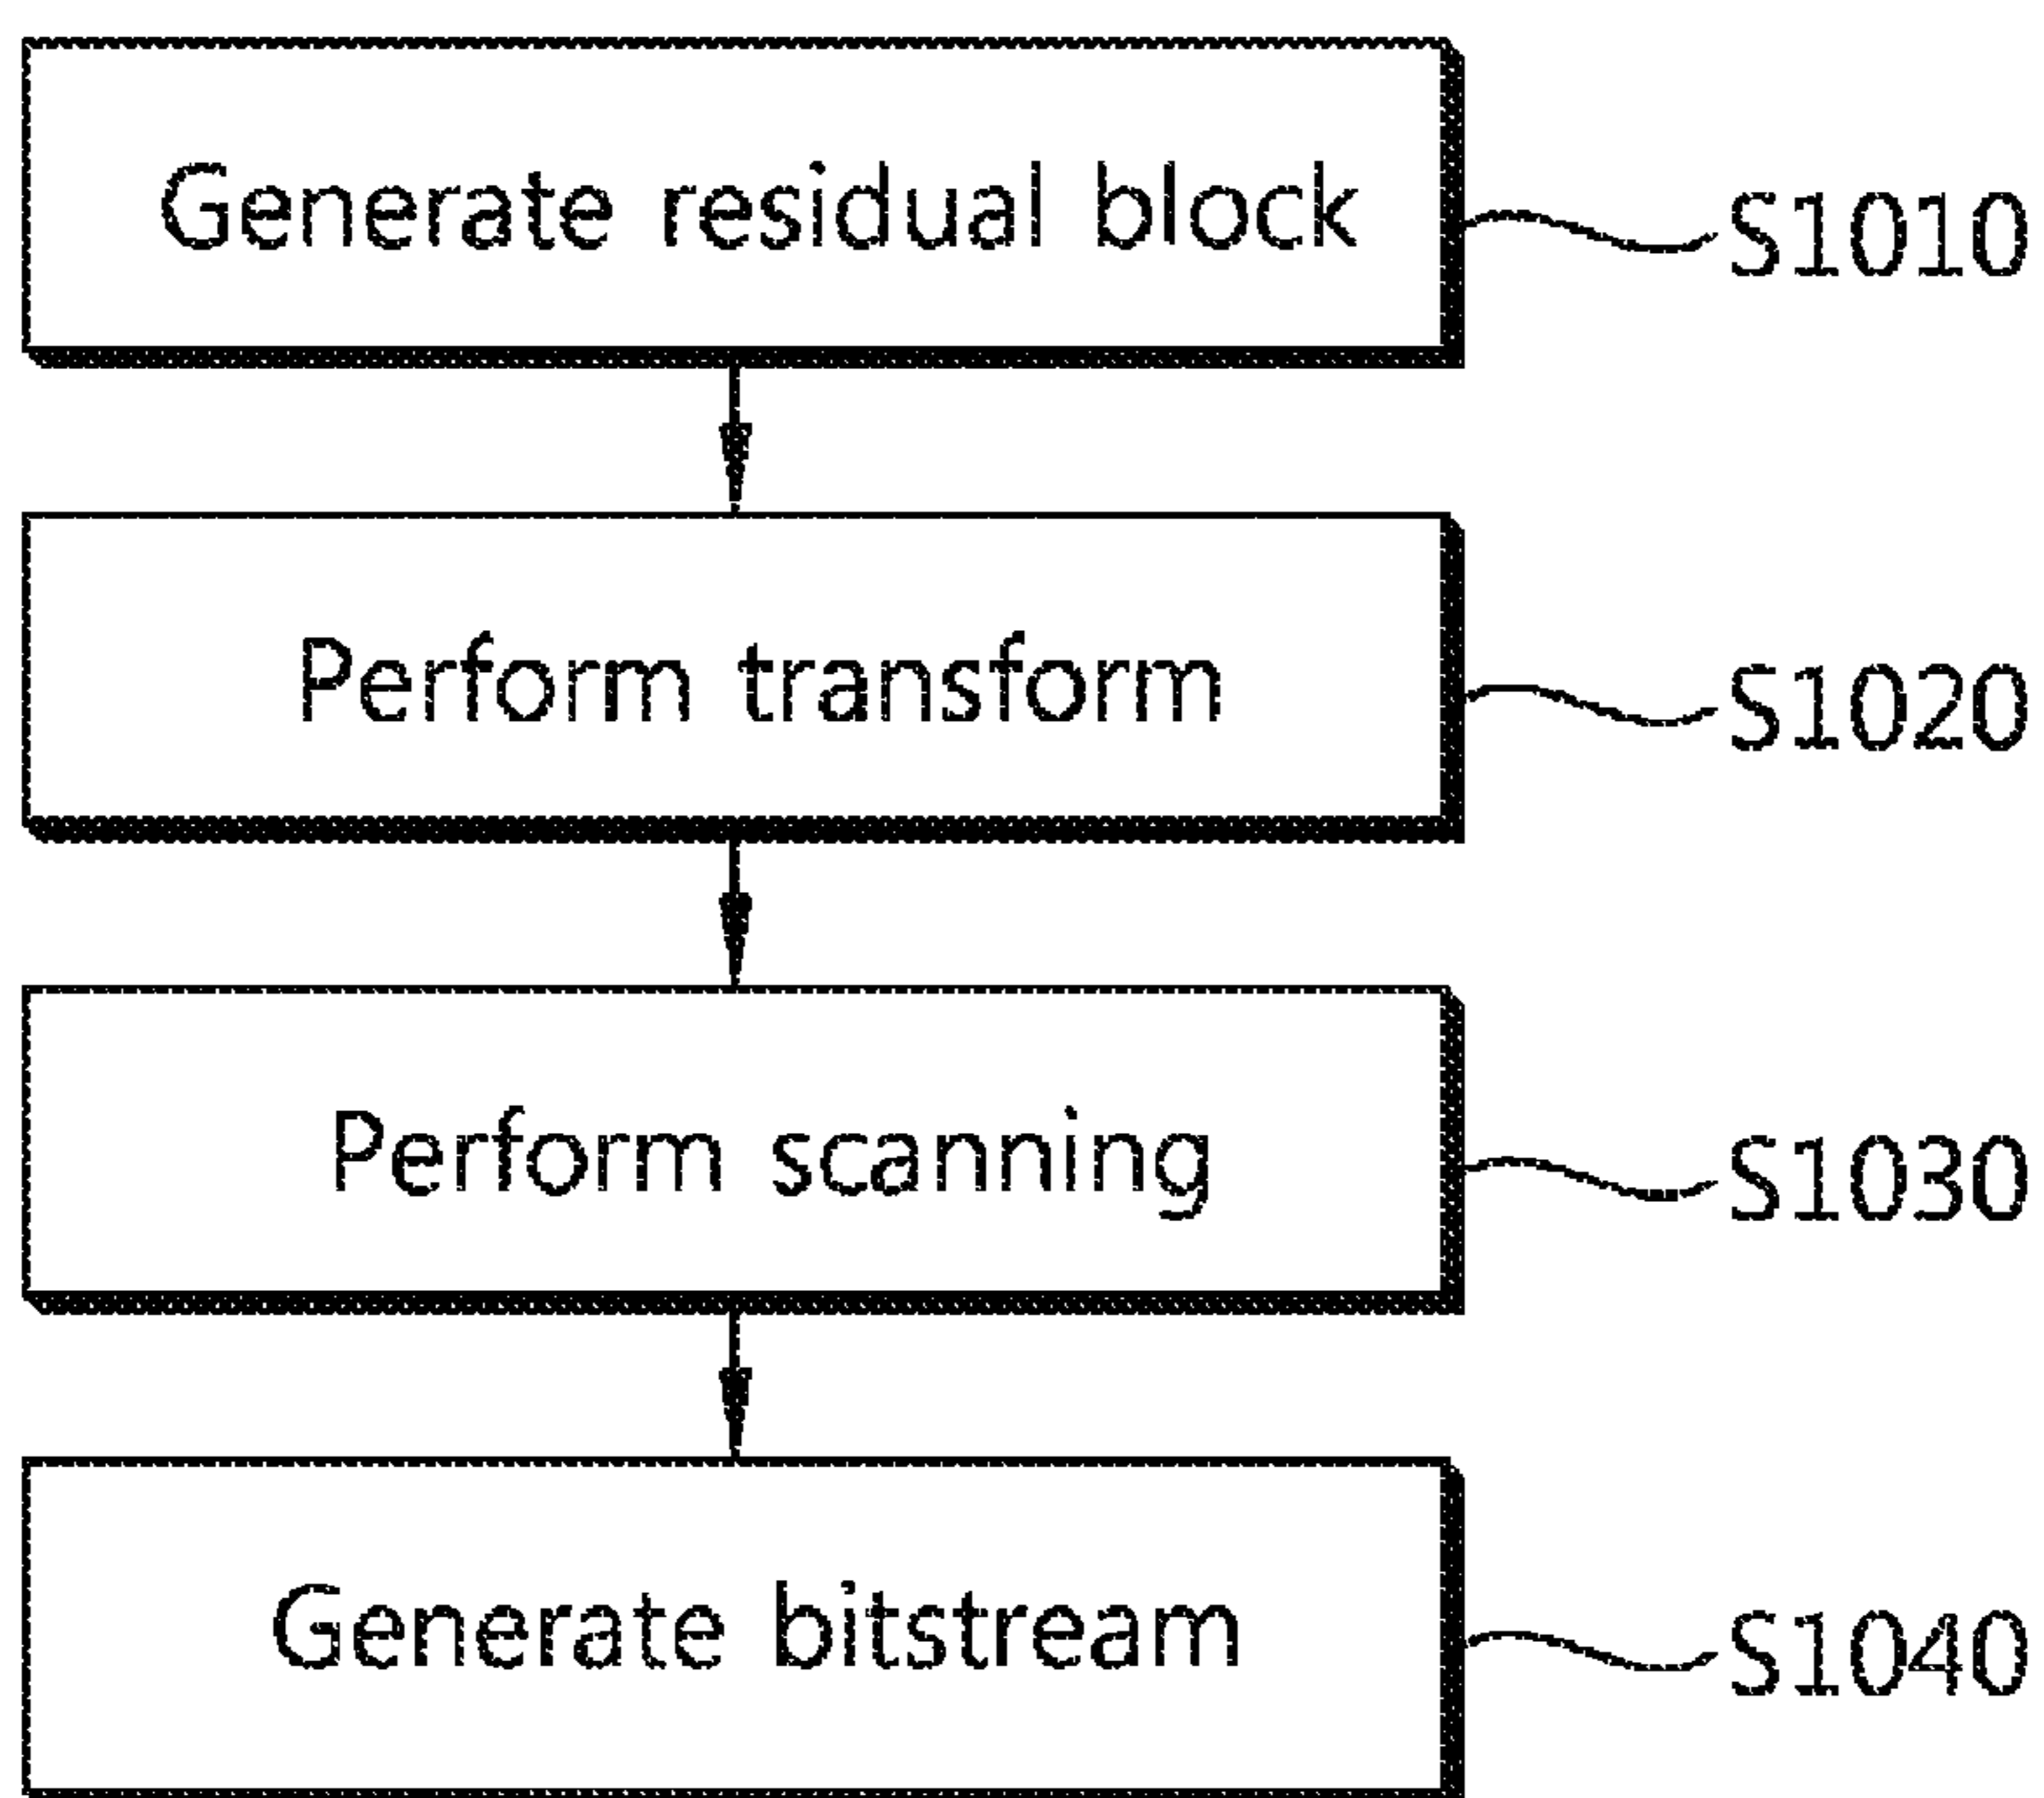 Generate residual block
S1010
Perform transform
S1020
Perform scanning
S1030
Generate bitstream
S1040